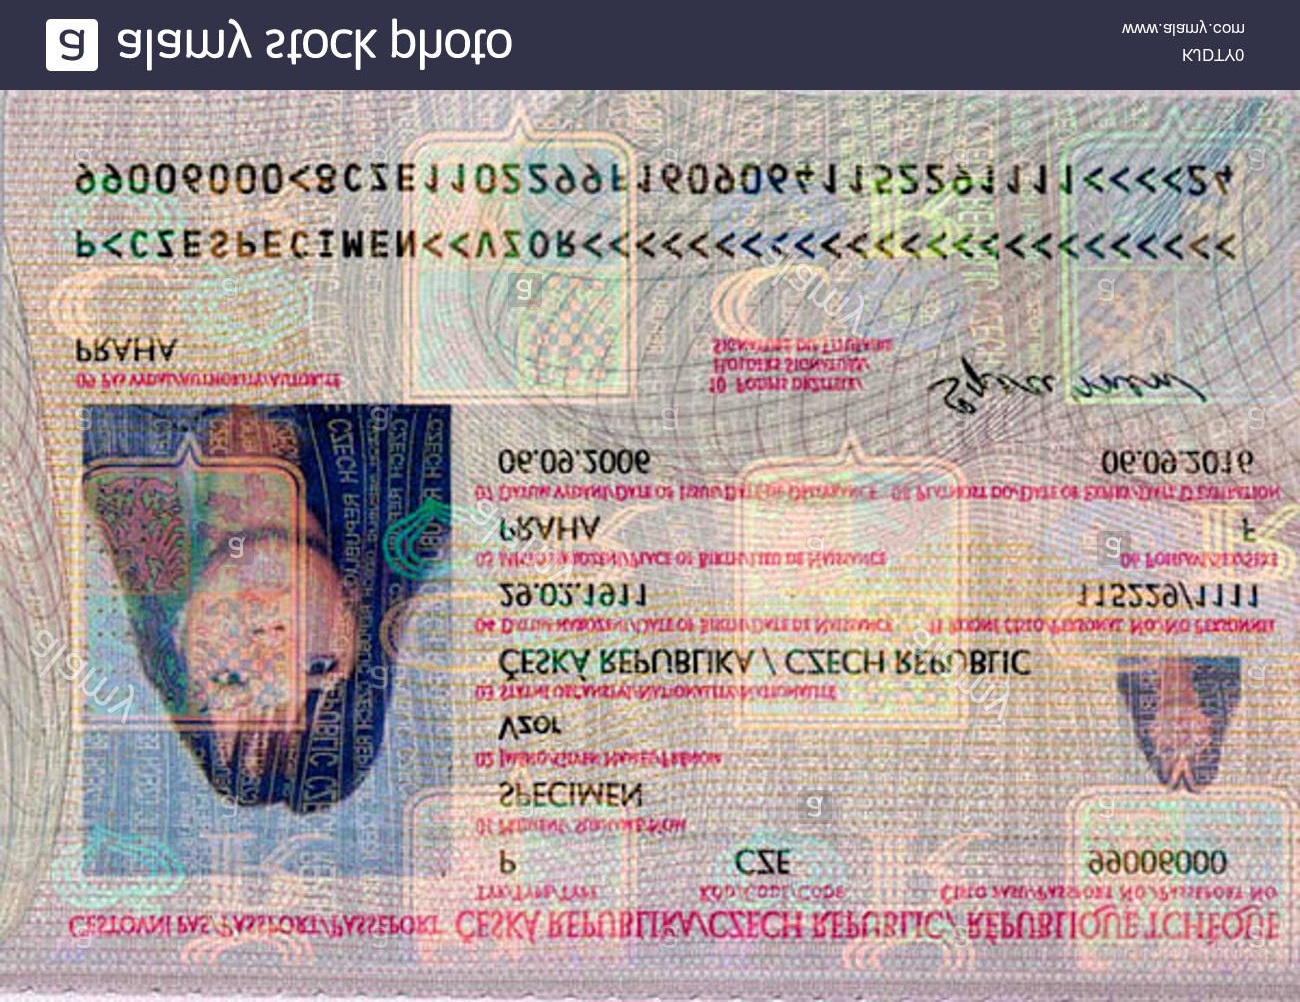 CESTOVNÍ PAS/PASSPORT/PASSEPORT ČESKÁ REPUBLIKA/CZECH REPUBLIC/RÉPUBLIQUE TCHÈQUE
TYP/TYPE/TYPE KÓD/CODE/CODE ČÍSLO PASU/PASSPORT NO./PASSEPORT NO
P CZE 99006000
01 PŘÍJMENÍ/SURNAME/NOM
SPECIMEN
02 JMÉNO/GIVEN NAMES/PRÉNOM
Vzor
03 STÁTNÍ OBČANSTVÍ/NATIONALITY/NATIONALITÉ
ČESKÁ REPUBLIKA / CZECH REPUBLIC
04 DATUM NAROZENÍ/DATE OF BIRTH/DATE DE NAISSANCE 11 RODNÉ ČÍSLO/PERSONAL NO./NO PERSONNEL
29.02.1911 115229/1111
05 MÍSTO NAROZENÍ/PLACE OF BIRTH/LIEU DE NAISSANCE 06 POHLAVÍ/SEX/SEXE
PRAHA F
07 DATUM VYDÁNÍ/DATE OF ISSUE/DATE DE DÉLIVRANCE 08 PLATNOST DO/DATE OF EXPIRY/DATE D'EXPIRATION
06.09.2006 06.09.2016
09 PAS VYDAL/AUTHORITY/AUTORITÉ
PRAHA
10 PODPIS DRŽITELE/
HOLDER'S SIGNATURE/
SIGNATURE DU TITULAIRE
Specimen
P<CZESPECIMEN<<VZOR<<<<<<<<<<<<<<<<<<<<<<<<<
99006000<8CZE1102299F16090641152291111<<<<24
a alamy stock photo
KJDTY0
www.alamy.com